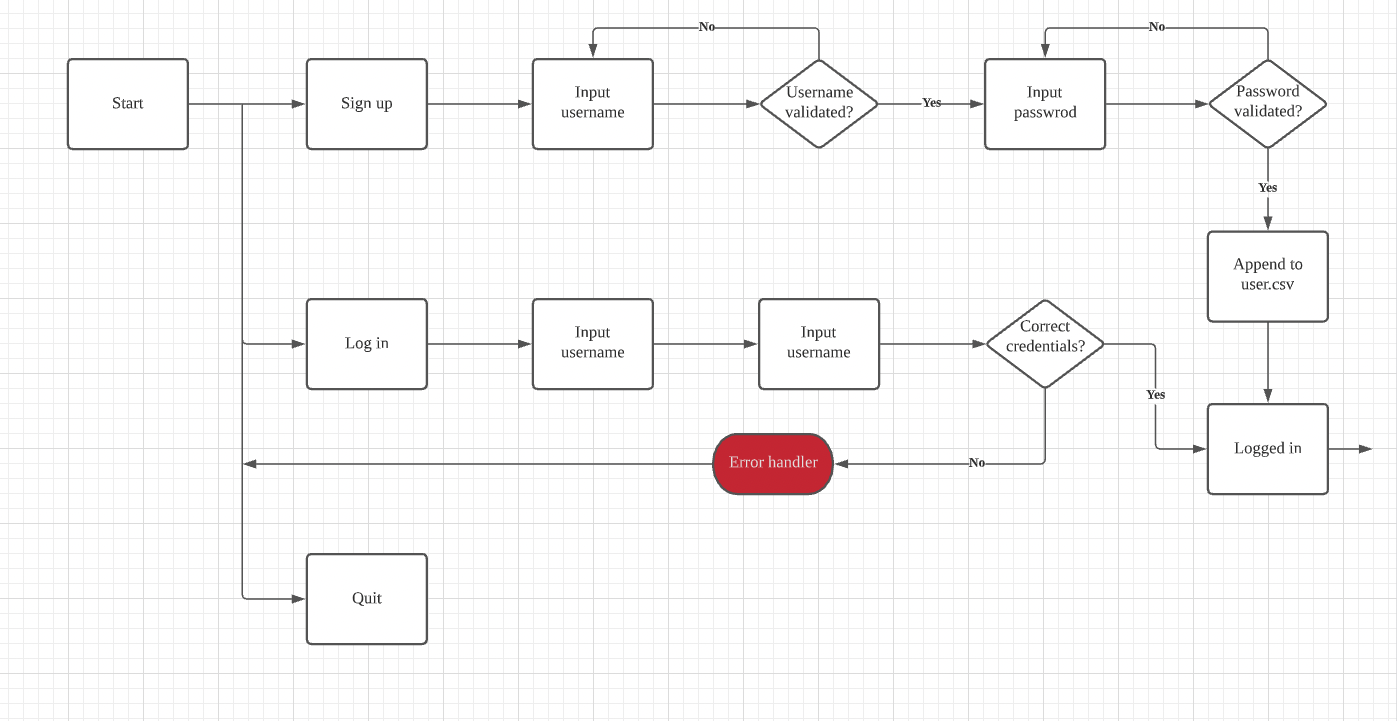 No
No
Start
Sign up
Input
username
Username
validated?
Yes
Input
passwrod
Password
validated?
Yes
Append to
user.csv
Log in
Input
username
Input
username
Correct
credentials?
Yes
Error handler
No
Logged in
Quit